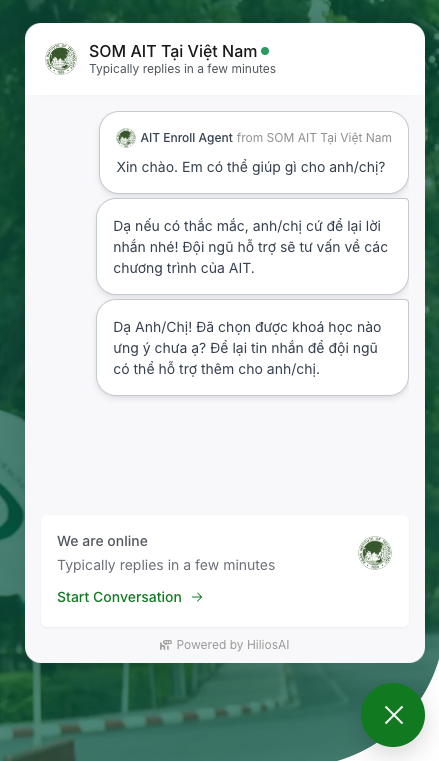 SOM AIT Tại Việt Nam
Typically replies in a few minutes
AIT Enroll Agent from SOM AIT Tại Việt Nam
Xin chào. Em có thể giúp gì cho anh/chị?
Dạ nếu có thắc mắc, anh/chị cứ để lại lời
nhắn nhé! Đội ngũ hỗ trợ sẽ tư vấn về các
chương trình của AIT.
Dạ Anh/Chị! Đã chọn được khoá học nào
ưng ý chưa ạ? Để lại tin nhắn để đội ngũ
có thể hỗ trợ thêm cho anh/chị.
We are online
Typically replies in a few minutes
Start Conversation →
Powered by HiliosAI